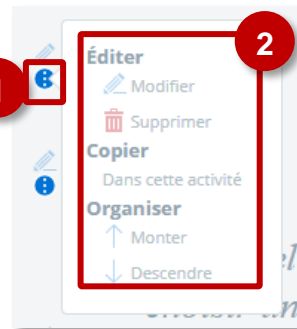 2
Éditer
Modifier
Supprimer
Copier
Dans cette activité
Organiser
Monter
Descendre